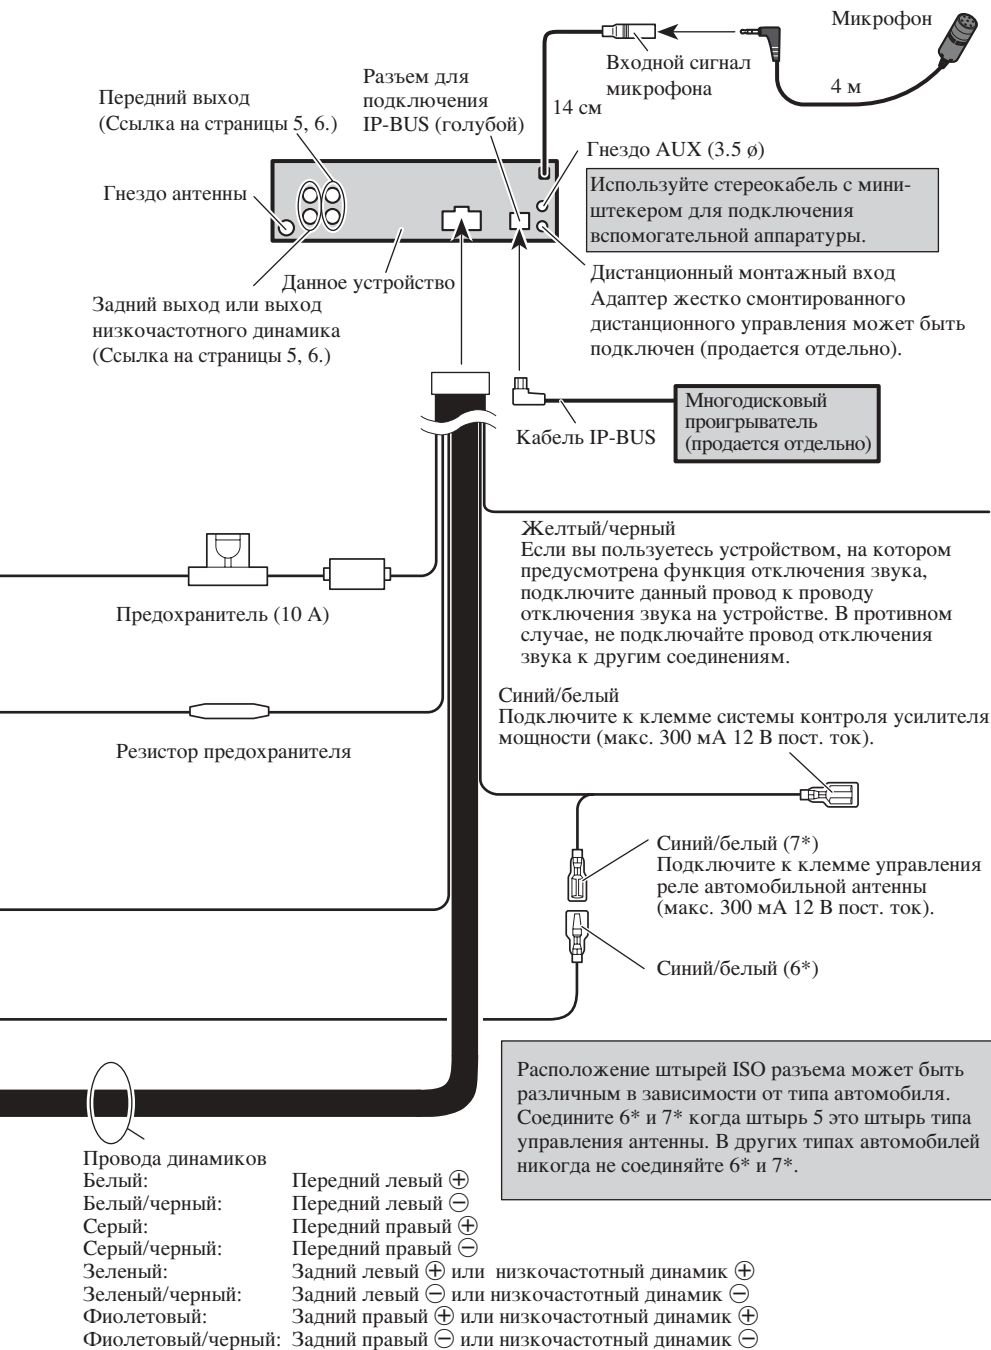 Микрофон
Входной сигнал
микрофона
4 м
14 см
Разъем для
подключения
IP-BUS (голубой)
Передний выход
(Ссылка на страницы 5, 6.)
Гнездо AUX (3.5 ø)
Гнездо антенны
Используйте стереокабель с мини-
штекером для подключения
вспомогательной аппаратуры.
Данное устройство
Задний выход или выход
низкочастотного динамика
(Ссылка на страницы 5, 6.)
Дистанционный монтажный вход
Адаптер жестко смонтированного
дистанционного управления может быть
подключен (продается отдельно).
Многодисковый
проигрыватель
(продается отдельно)
Кабель IP-BUS
Желтый/черный
Если вы пользуетесь устройством, на котором
предусмотрена функция отключения звука,
подключите данный провод к проводу
отключения звука на устройстве. В противном
случае, не подключайте провод отключения
звука к другим соединениям.
Предохранитель (10 А)
Синий/белый
Подключите к клемме системы контроля усилителя
мощности (макс. 300 мА 12 В пост. ток).
Резистор предохранителя
Синий/белый (7*)
Подключите к клемме управления
реле автомобильной антенны
(макс. 300 мА 12 В пост. ток).
Синий/белый (6*)
Расположение штырей ISO разъема может быть
различным в зависимости от типа автомобиля.
Соедините 6* и 7* когда штырь 5 это штырь типа
управления антенны. В других типах автомобилей
никогда не соединяйте 6* и 7*.
Провода динамиков
Белый: Передний левый ⊕
Белый/черный: Передний левый ⊖
Серый: Передний правый ⊕
Серый/черный: Передний правый ⊖
Зеленый: Задний левый ⊕ или низкочастотный динамик ⊕
Зеленый/черный: Задний левый ⊖ или низкочастотный динамик ⊖
Фиолетовый: Задний правый ⊕ или низкочастотный динамик ⊕
Фиолетовый/черный: Задний правый ⊖ или низкочастотный динамик ⊖